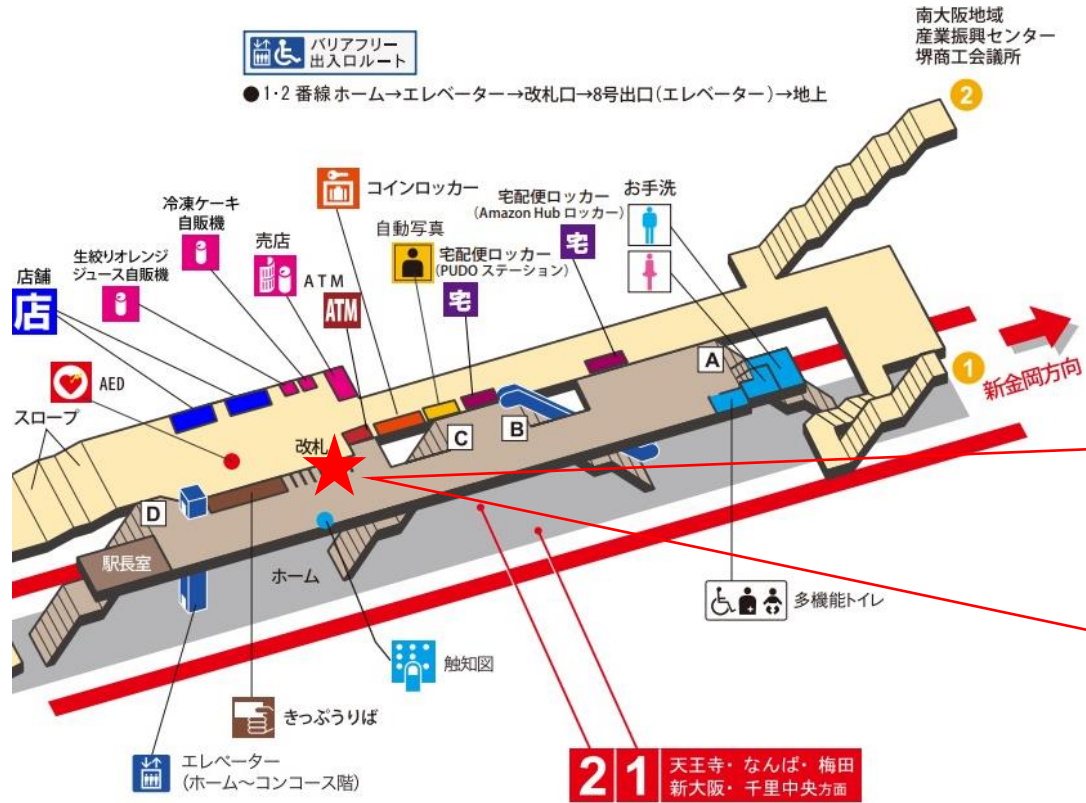 南大阪地域
産業振興センター
堺商工会議所
2
バリアフリー
出入口ルート
●1・2 番線ホーム→エレベーター→改札口→8号出口(エレベーター)→地上
コインロッカー
宅配便ロッカー
(Amazon Hub ロッカー)
宅
お手洗
冷凍ケーキ
自販機
自動写真
宅配便ロッカー
(PUDO ステーション)
宅
売店
生絞りオレンジ
ジュース自販機
ATM
ATM
店舗
店
A
1
新金岡方向
AED
スロープ
改札
C
B
D
駅長室
ホーム
多機能トイレ
触知図
きっぷうりば
エレベーター
(ホーム〜コンコース階)
2 1
天王寺・なんば・梅田
新大阪・千里中央方面